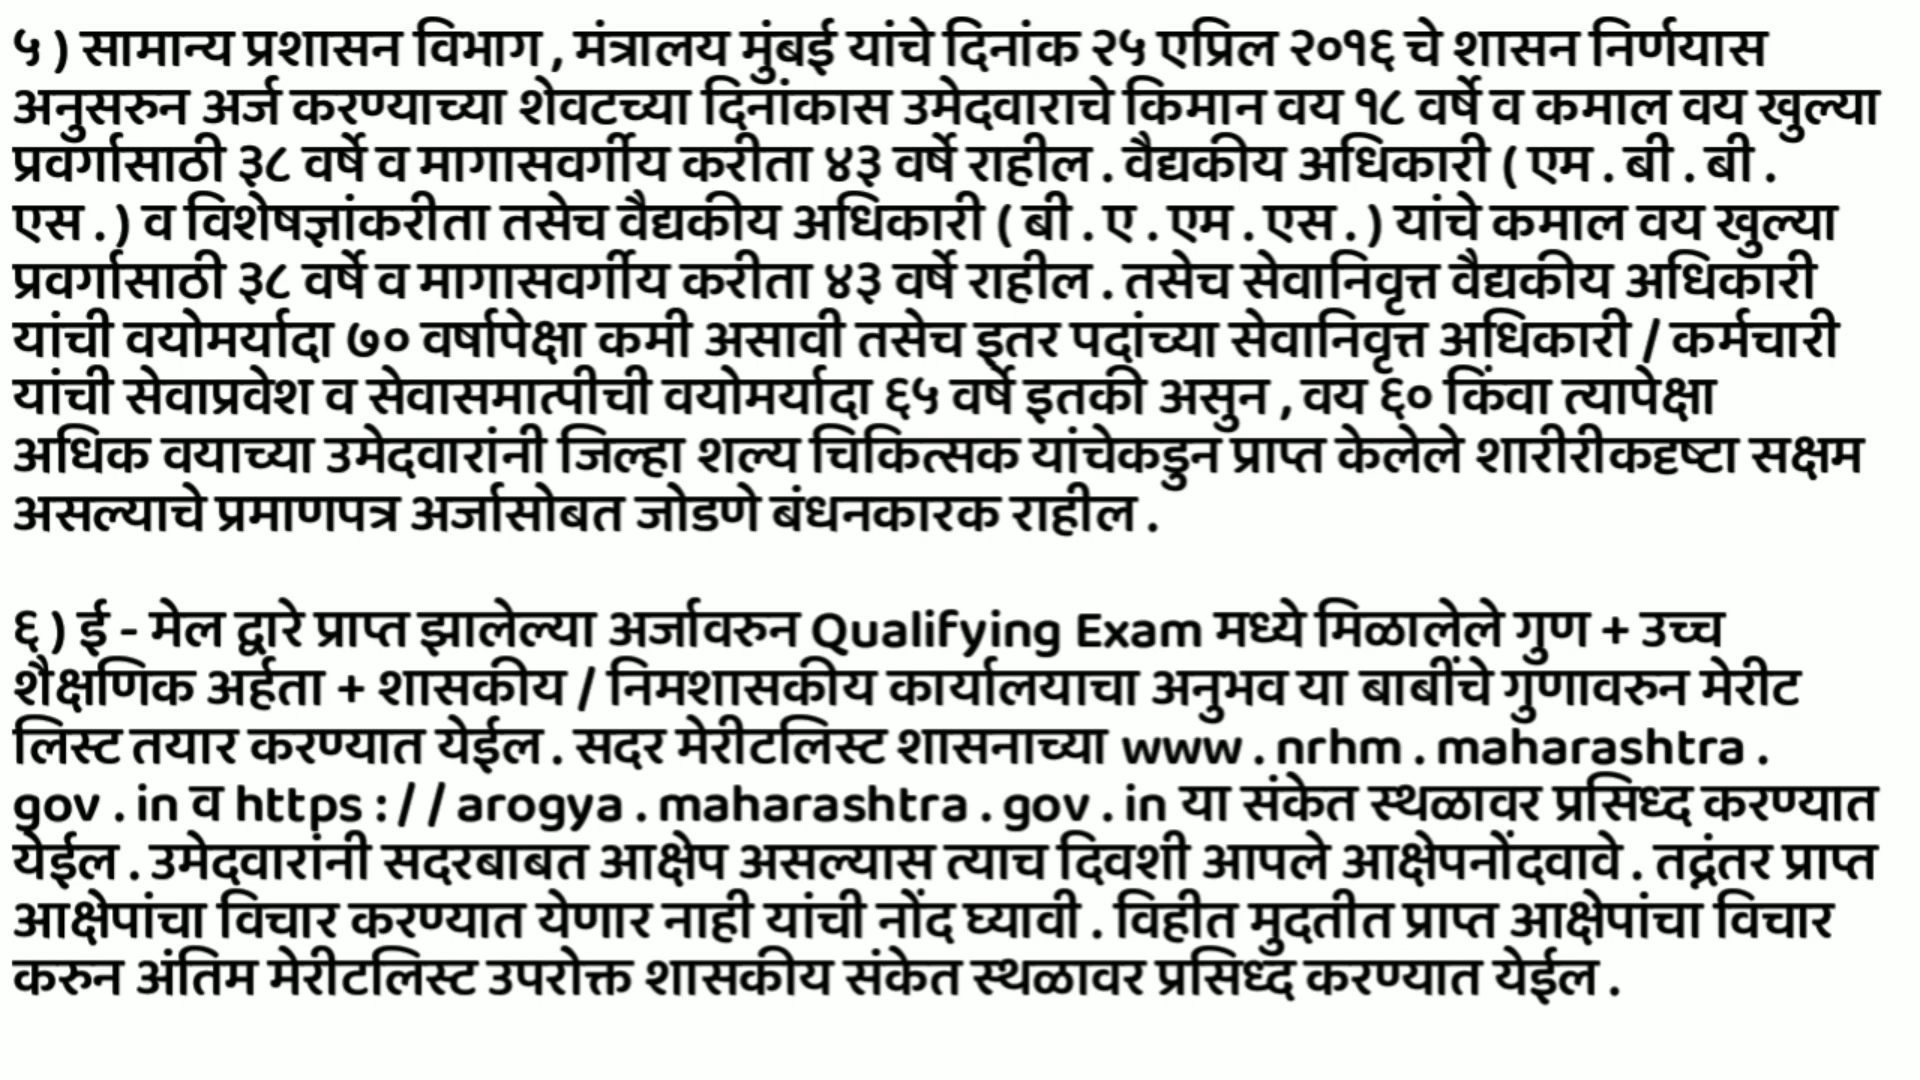 ५ ) सामान्य प्रशासन विभाग , मंत्रालय मुंबई यांचे दिनांक २५ एप्रिल २०१६ चे शासन निर्णयास
अनुसरुन अर्ज करण्याच्या शेवटच्या दिनांकास उमेदवाराचे किमान वय १८ वर्षे व कमाल वय खुल्या
प्रवर्गासाठी ३८ वर्षे व मागासवर्गीय करीता ४३ वर्षे राहील . वैद्यकीय अधिकारी ( एम . बी . बी .
एस . ) व विशेषज्ञांकरीता तसेच वैद्यकीय अधिकारी ( बी . ए . एम . एस . ) यांचे कमाल वय खुल्या
प्रवर्गासाठी ३८ वर्षे व मागासवर्गीय करीता ४३ वर्षे राहील . तसेच सेवानिवृत्त वैद्यकीय अधिकारी
यांची वयोमर्यादा ७० वर्षापेक्षा कमी असावी तसेच इतर पदांच्या सेवानिवृत्त अधिकारी / कर्मचारी
यांची सेवाप्रवेश व सेवासमात्पीची वयोमर्यादा ६५ वर्षे इतकी असुन , वय ६० किंवा त्यापेक्षा
अधिक वयाच्या उमेदवारांनी जिल्हा शल्य चिकित्सक यांचेकडुन प्राप्त केलेले शारीरीकदृष्टा सक्षम
असल्याचे प्रमाणपत्र अर्जासोबत जोडणे बंधनकारक राहील .
६ ) ई - मेल द्वारे प्राप्त झालेल्या अर्जावरुन Qualifying Exam मध्ये मिळालेले गुण + उच्च
शैक्षणिक अर्हता + शासकीय / निमशासकीय कार्यालयाचा अनुभव या बाबींचे गुणावरुन मेरीट
लिस्ट तयार करण्यात येईल . सदर मेरीटलिस्ट शासनाच्या www . nrhm . maharashtra .
gov . in व https : / / arogya . maharashtra . gov . in या संकेत स्थळावर प्रसिध्द करण्यात
येईल . उमेदवारांनी सदरबाबत आक्षेप असल्यास त्याच दिवशी आपले आक्षेपनोंदवावे . तद्नंतर प्राप्त
आक्षेपांचा विचार करण्यात येणार नाही यांची नोंद घ्यावी . विहीत मुदतीत प्राप्त आक्षेपांचा विचार
करुन अंतिम मेरीटलिस्ट उपरोक्त शासकीय संकेत स्थळावर प्रसिध्द करण्यात येईल .